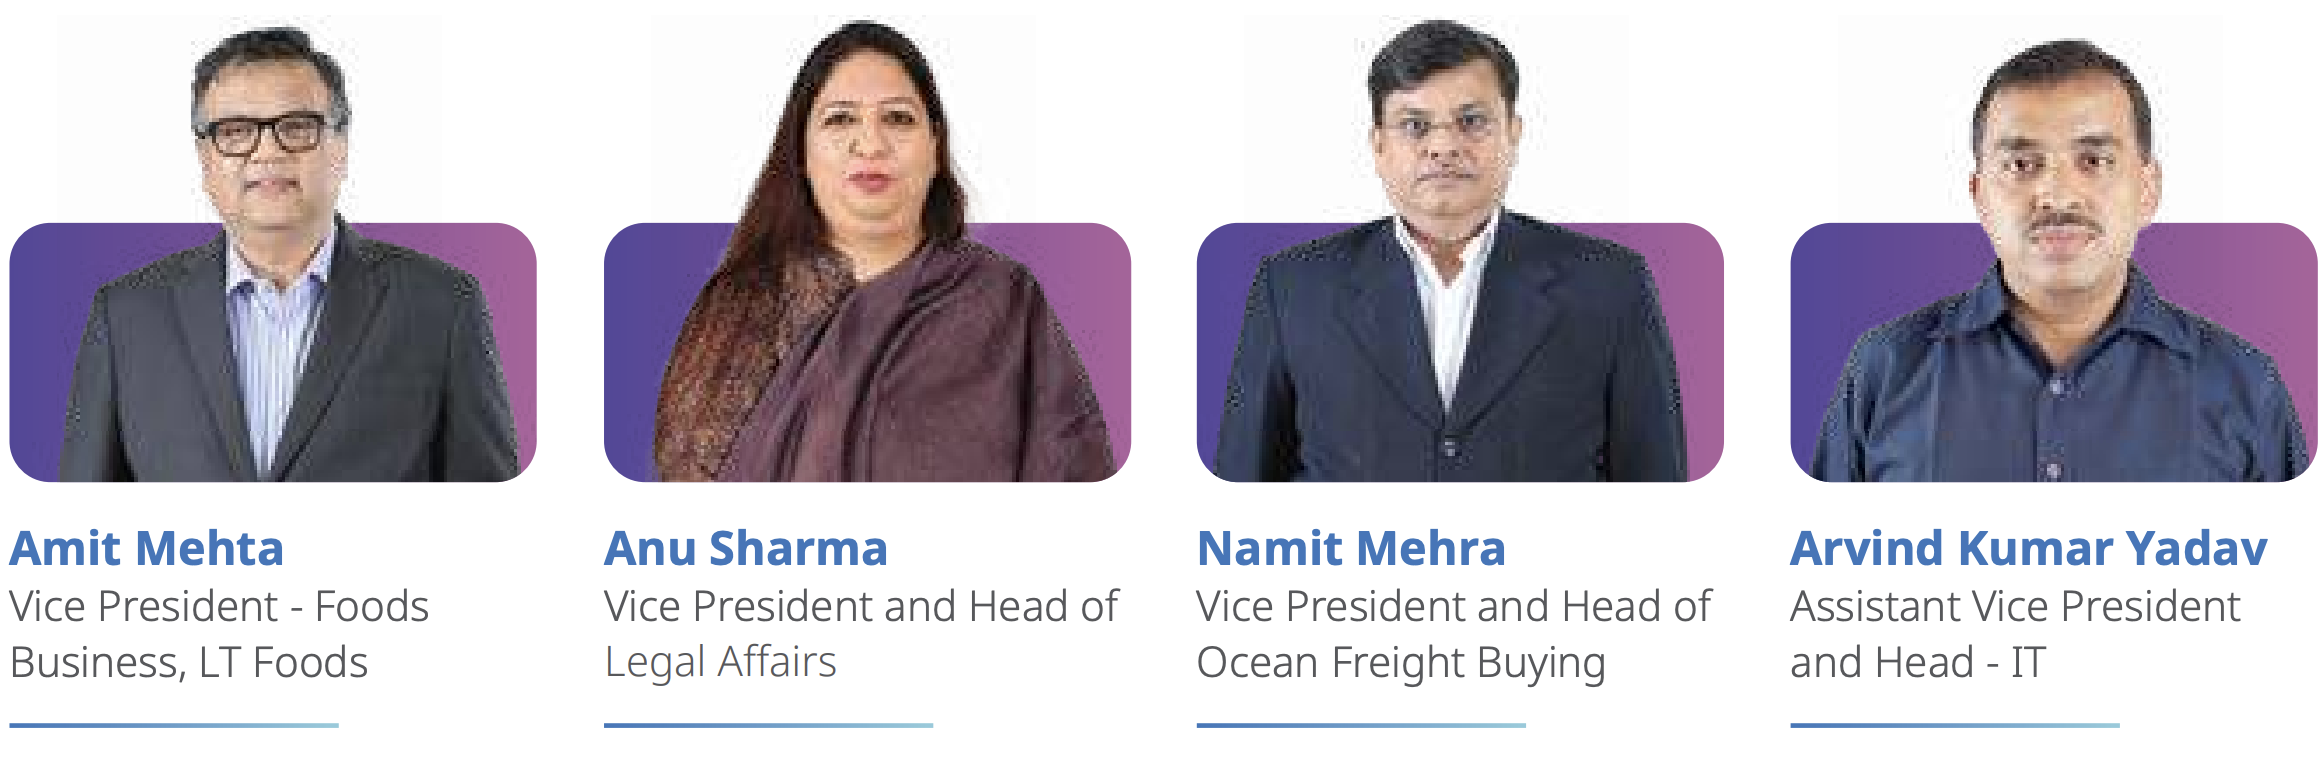 Amit Mehta
Vice President - Foods
Business, LT Foods
Anu Sharma
Vice President and Head of
Legal Affairs
Namit Mehra
Vice President and Head of
Ocean Freight Buying
Arvind Kumar Yadav
Assistant Vice President
and Head - IT